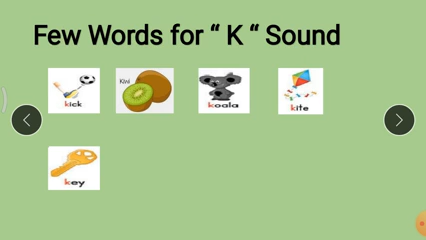 Few Words for “ K “ Sound
kick
Kiwi
koala
kite
key